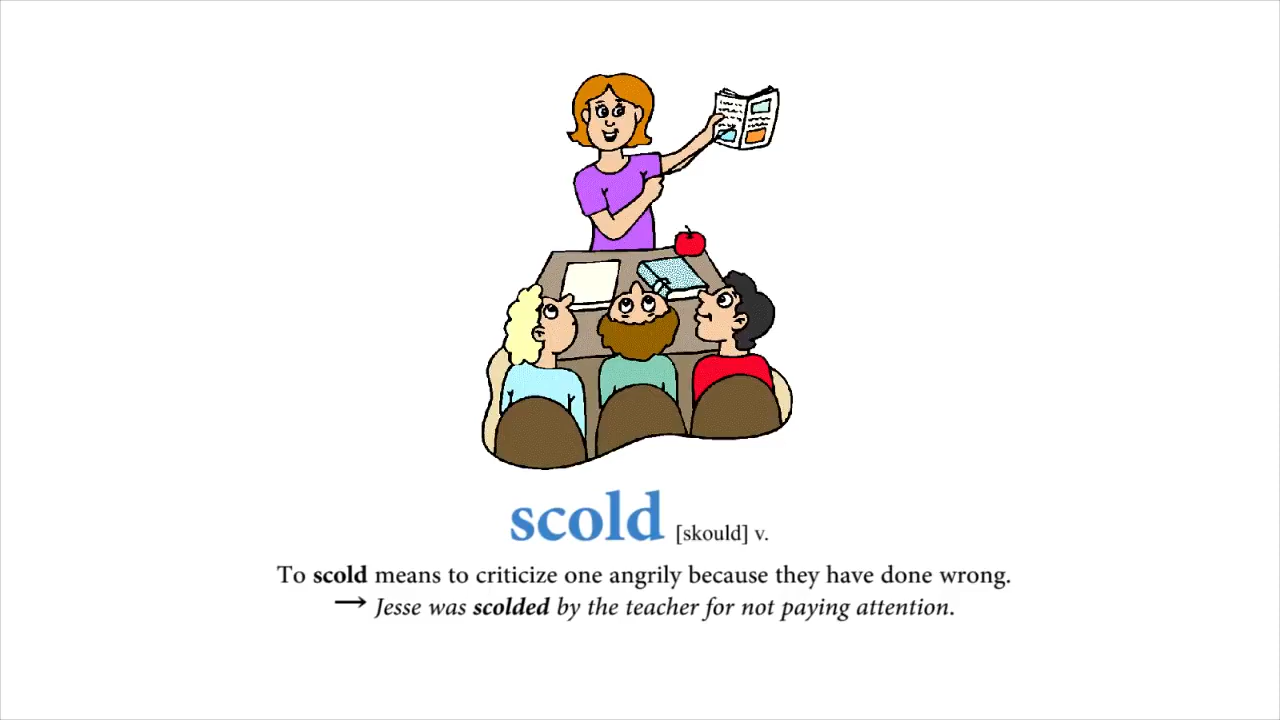 scold [skould] v.
To scold means to criticize one angrily because they have done wrong.
→ Jesse was scolded by the teacher for not paying attention.